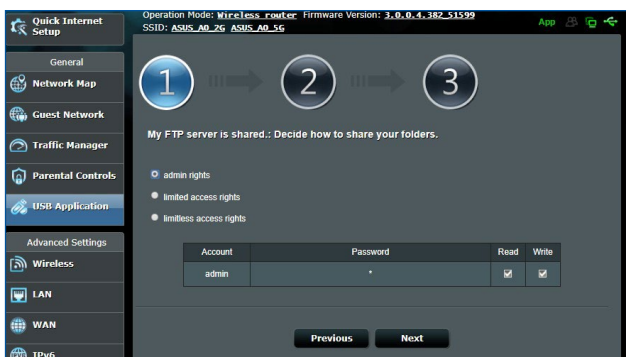 Quick Internet
Setup
Operation Mode: Wireless router Firmware Version: 3.0.0.4.382_51599
SSID: ASUS_A0_2G ASUS_A0_5G
App
General
Network Map
Guest Network
Traffic Manager
Parental Controls
USB Application
Advanced Settings
Wireless
LAN
WAN
IPv6
1 2 3
My FTP server is shared.: Decide how to share your folders.
admin rights
limited access rights
limitless access rights
Account Password Read Write
admin *
Previous Next